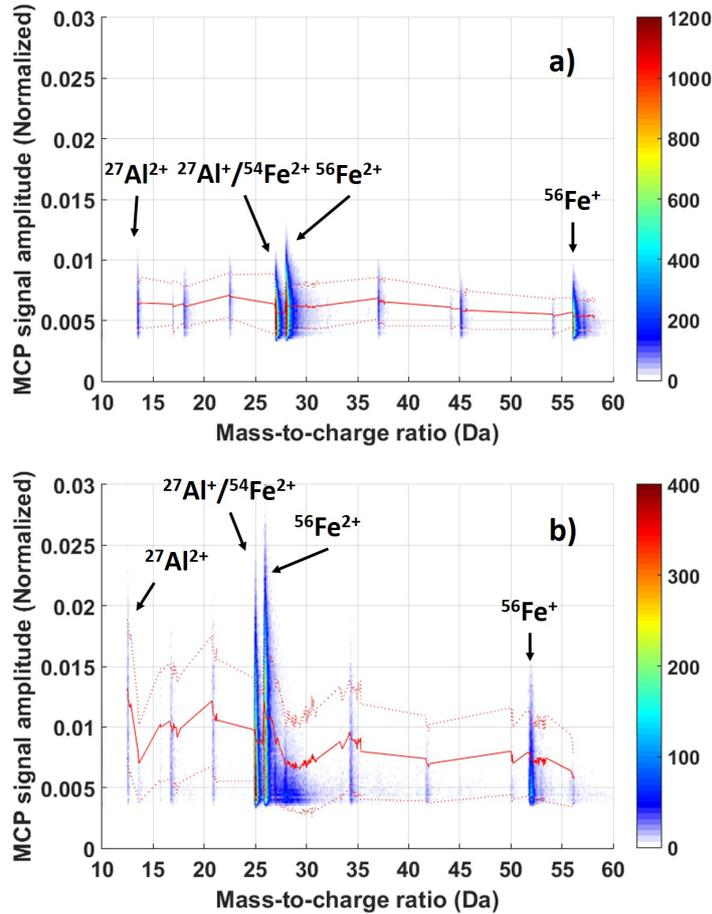 0.03
0.025
0.02
0.015
0.01
0.005
0
MCP signal amplitude (Normalized)
a)
²⁷Al²⁺ ²⁷Al⁺/⁵⁴Fe²⁺ ⁵⁶Fe²⁺
⁵⁶Fe⁺
10 15 20 25 30 35 40 45 50 55 60
Mass-to-charge ratio (Da)
1200
1000
800
600
400
200
0
0.03
0.025
0.02
0.015
0.01
0.005
0
MCP signal amplitude (Normalized)
²⁷Al⁺/⁵⁴Fe²⁺
⁵⁶Fe²⁺
b)
²⁷Al²⁺
⁵⁶Fe⁺
10 15 20 25 30 35 40 45 50 55 60
Mass-to-charge ratio (Da)
400
300
200
100
0